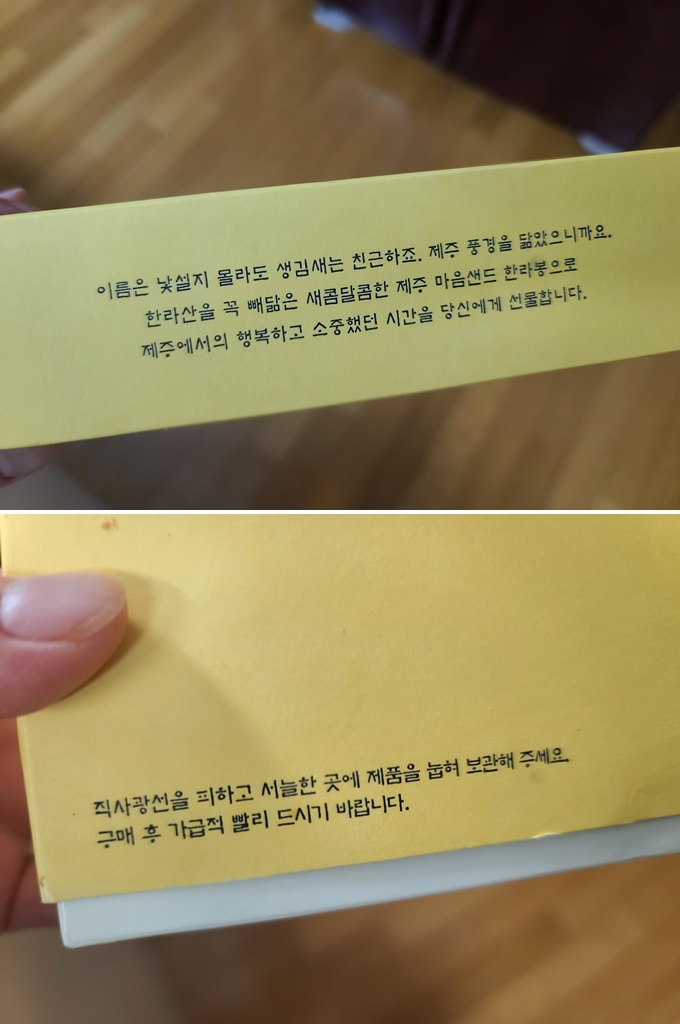 이름은 낯설지 몰라도 생김새는 친근하죠. 제주 풍경을 닮았으니까요.
한라산을 꼭 빼닮은 새콤달콤한 제주 마음샌드 한라봉으로
제주에서의 행복하고 소중했던 시간을 당신에게 선물합니다.
직사광선을 피하고 서늘한 곳에 제품을 눕혀 보관해 주세요.
구매 후 가급적 빨리 드시기 바랍니다.